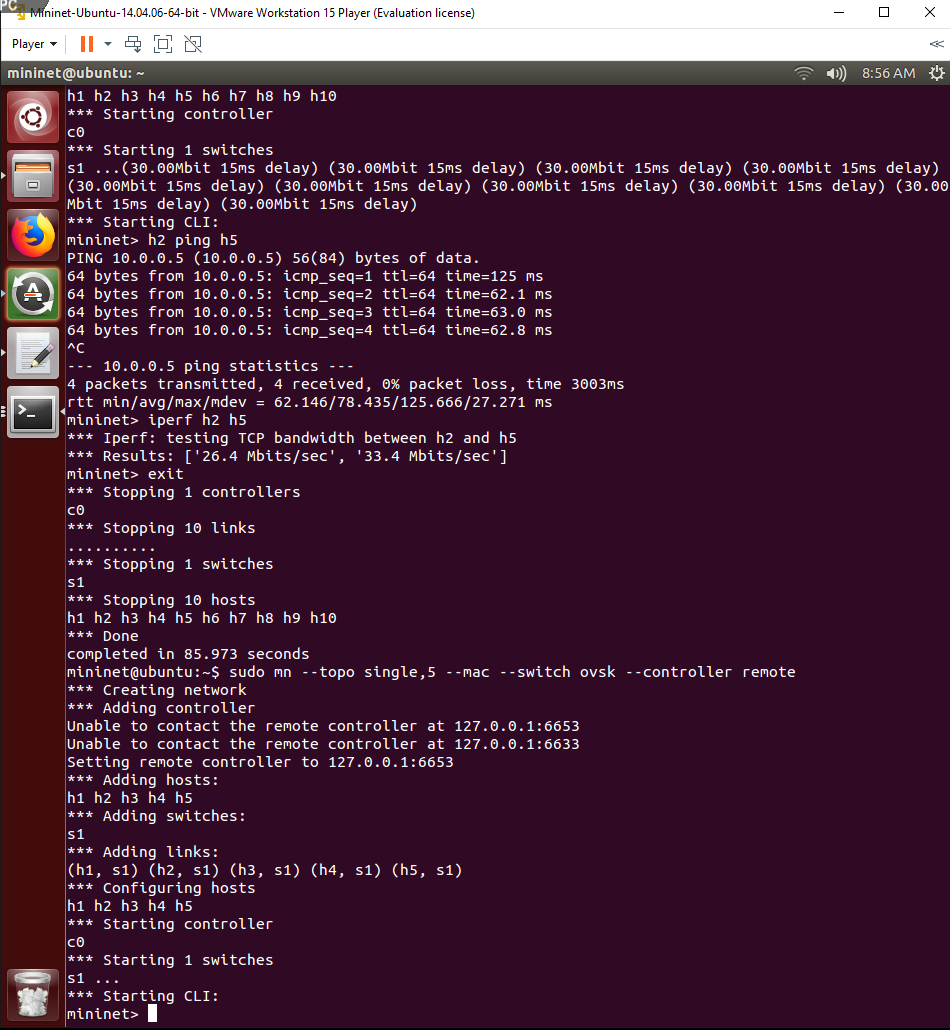 PC
Mininet-Ubuntu-14.04.06-64-bit - VMware Workstation 15 Player (Evaluation license)
Player
mininet@ubuntu: ~
8:56 AM
h1 h2 h3 h4 h5 h6 h7 h8 h9 h10
*** Starting controller
c0
*** Starting 1 switches
s1 ...(30.00Mbit 15ms delay) (30.00Mbit 15ms delay) (30.00Mbit 15ms delay) (30.00Mbit 15ms delay)
(30.00Mbit 15ms delay) (30.00Mbit 15ms delay) (30.00Mbit 15ms delay) (30.00Mbit 15ms delay) (30.00
Mbit 15ms delay) (30.00Mbit 15ms delay)
*** Starting CLI:
mininet> h2 ping h5
PING 10.0.0.5 (10.0.0.5) 56(84) bytes of data.
64 bytes from 10.0.0.5: icmp_seq=1 ttl=64 time=125 ms
64 bytes from 10.0.0.5: icmp_seq=2 ttl=64 time=62.1 ms
64 bytes from 10.0.0.5: icmp_seq=3 ttl=64 time=63.0 ms
64 bytes from 10.0.0.5: icmp_seq=4 ttl=64 time=62.8 ms
^C
--- 10.0.0.5 ping statistics ---
4 packets transmitted, 4 received, 0% packet loss, time 3003ms
rtt min/avg/max/mdev = 62.146/78.435/125.666/27.271 ms
mininet> iperf h2 h5
*** Iperf: testing TCP bandwidth between h2 and h5
*** Results: ['26.4 Mbits/sec', '33.4 Mbits/sec']
mininet> exit
*** Stopping 1 controllers
c0
*** Stopping 10 links
..........
*** Stopping 1 switches
s1
*** Stopping 10 hosts
h1 h2 h3 h4 h5 h6 h7 h8 h9 h10
*** Done
completed in 85.973 seconds
mininet@ubuntu:~$ sudo mn --topo single,5 --mac --switch ovsk --controller remote
*** Creating network
*** Adding controller
Unable to contact the remote controller at 127.0.0.1:6653
Unable to contact the remote controller at 127.0.0.1:6633
Setting remote controller to 127.0.0.1:6653
*** Adding hosts:
h1 h2 h3 h4 h5
*** Adding switches:
s1
*** Adding links:
(h1, s1) (h2, s1) (h3, s1) (h4, s1) (h5, s1)
*** Configuring hosts
h1 h2 h3 h4 h5
*** Starting controller
c0
*** Starting 1 switches
s1 ...
*** Starting CLI:
mininet>